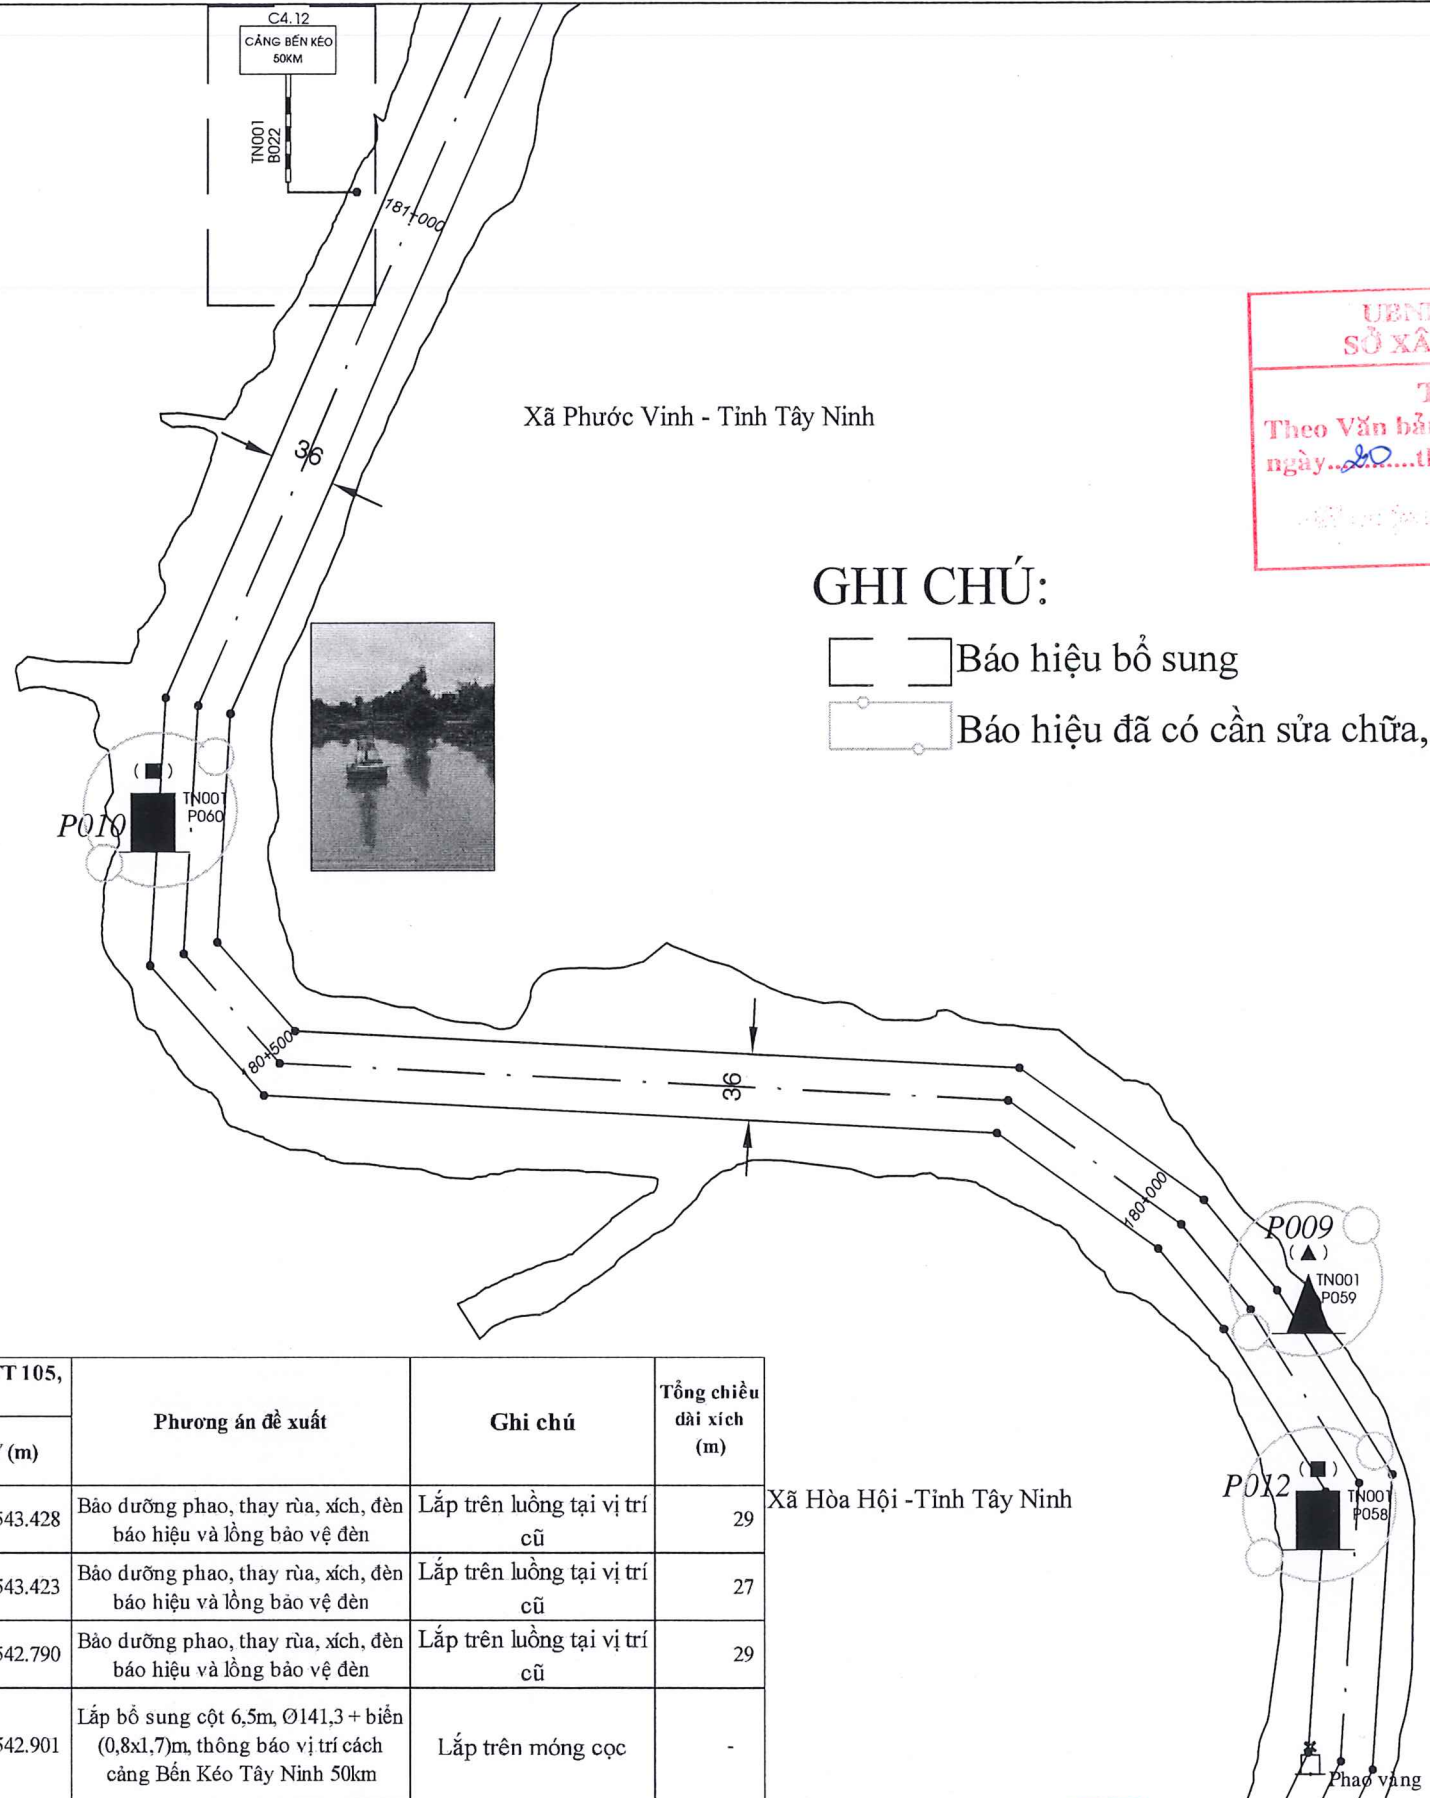 C4.12
CẢNG BẾN KÉO
50KM
TN001
B022
181+000
36
Xã Phước Vinh - Tỉnh Tây Ninh
SỞ XÂ
Theo Văn bả
ngày...20.....th
GHI CHÚ:
Báo hiệu bổ sung
Báo hiệu đã có cần sửa chữa,
P010
TN001
P060
80+500
36
180+000
P009
TN001
P059
P012
TN001
P058
Xã Hòa Hội -Tỉnh Tây Ninh
Phao vàng
TT 105,
(m)
Phương án đề xuất
Ghi chú
Tổng chiều
dài xích
(m)
543.428
Bảo dưỡng phao, thay rùa, xích, đèn
báo hiệu và lồng bảo vệ đèn
Lắp trên luồng tại vị trí
cũ
29
543.423
Bảo dưỡng phao, thay rùa, xích, đèn
báo hiệu và lồng bảo vệ đèn
Lắp trên luồng tại vị trí
cũ
27
542.790
Bảo dưỡng phao, thay rùa, xích, đèn
báo hiệu và lồng bảo vệ đèn
Lắp trên luồng tại vị trí
cũ
29
542.901
Lắp bổ sung cột 6,5m, Ø141,3 + biển
(0,8x1,7)m, thông báo vị trí cách
cảng Bến Kéo Tây Ninh 50km
Lắp trên móng cọc
-